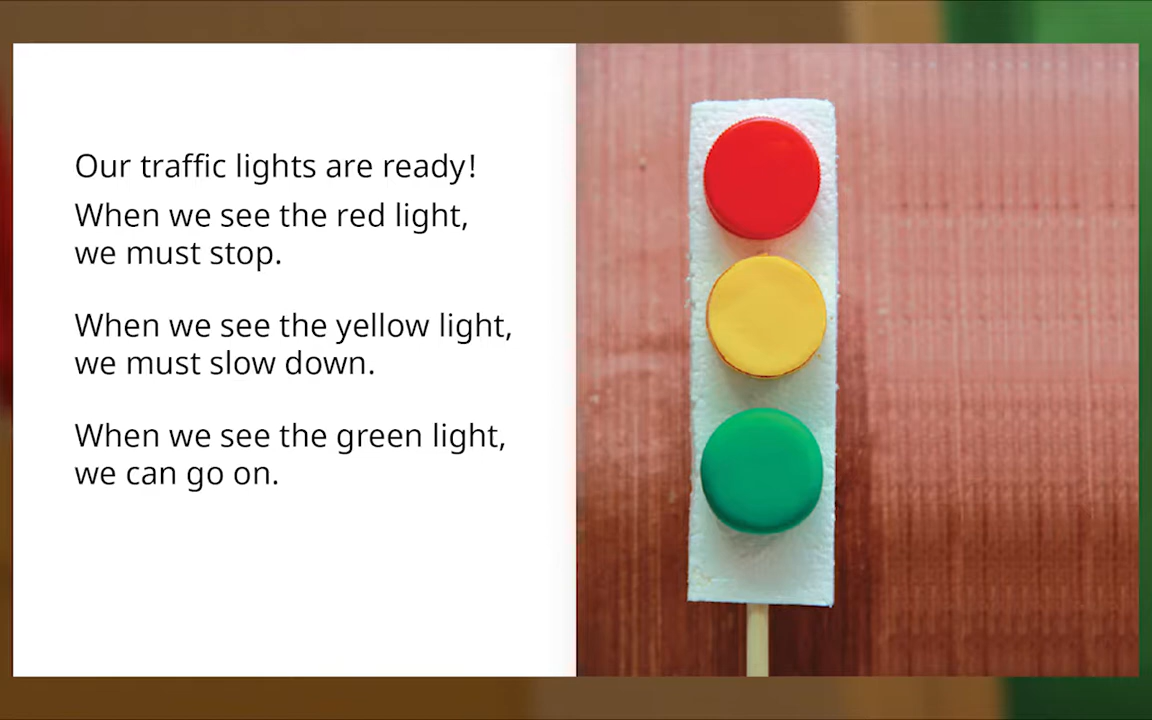 Our traffic lights are ready!
When we see the red light,
we must stop.
When we see the yellow light,
we must slow down.
When we see the green light,
we can go on.